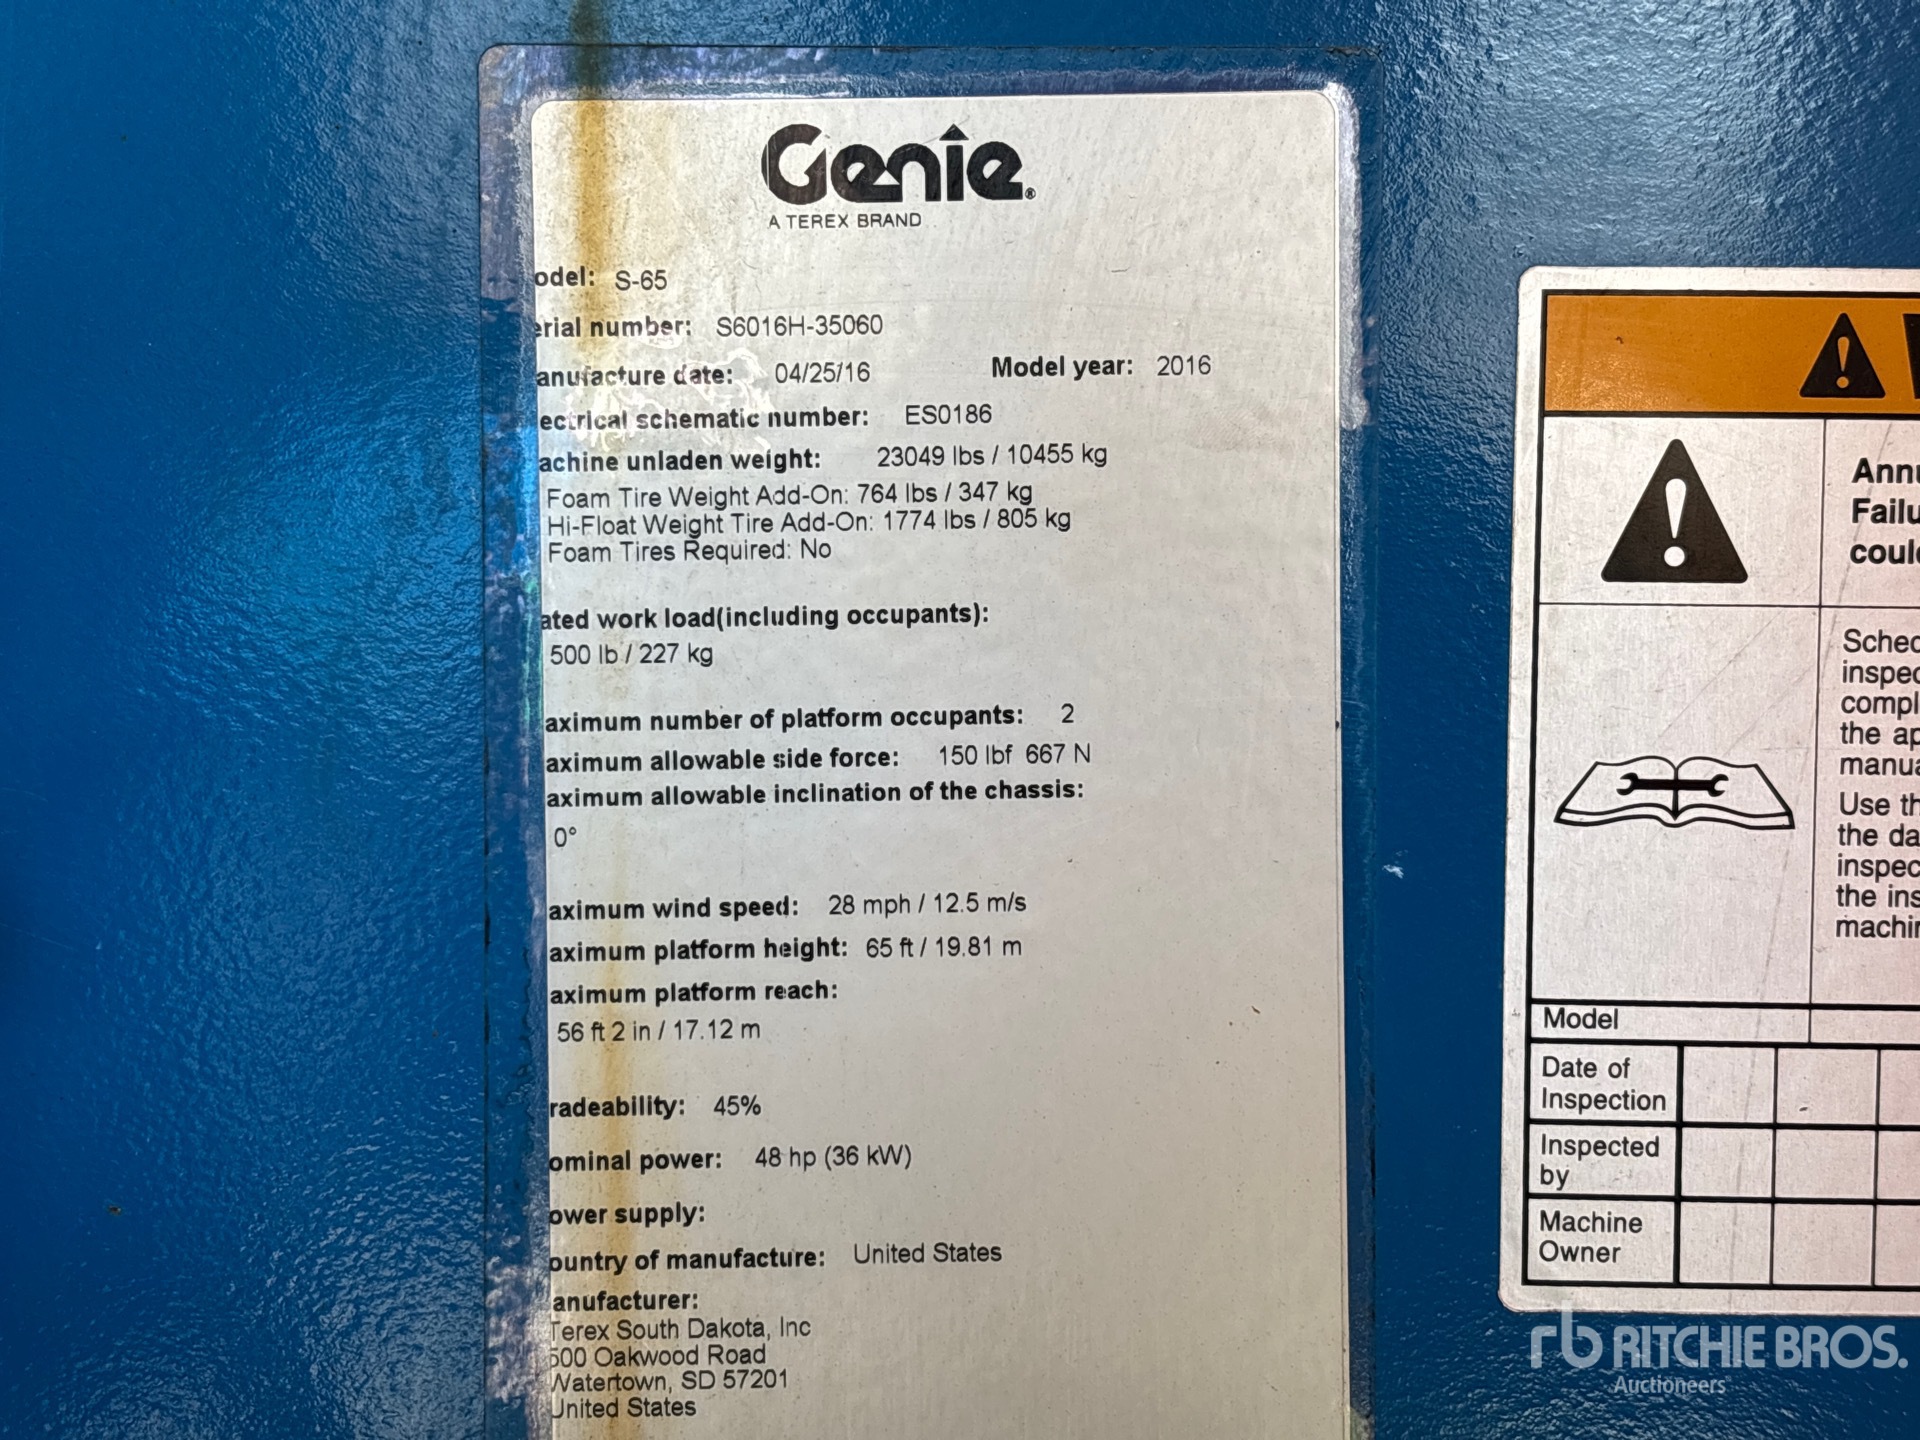 Genie®
A TEREX BRAND
odel: S-65
erial number: S6016H-35060
anufacture date: 04/25/16 Model year: 2016
ectrical schematic number: ES0186
achine unladen weight: 23049 lbs / 10455 kg
Foam Tire Weight Add-On: 764 lbs / 347 kg
Hi-Float Weight Tire Add-On: 1774 lbs / 805 kg
Foam Tires Required: No
ated work load(including occupants):
500 lb / 227 kg
aximum number of platform occupants: 2
aximum allowable side force: 150 lbf 667 N
aximum allowable inclination of the chassis:
0°
aximum wind speed: 28 mph / 12.5 m/s
aximum platform height: 65 ft / 19.81 m
aximum platform reach:
56 ft 2 in / 17.12 m
radeability: 45%
ominal power: 48 hp (36 kW)
ower supply:
ountry of manufacture: United States
anufacturer:
Terex South Dakota, Inc
500 Oakwood Road
Watertown, SD 57201
United States
Annu
Failu
could
Sched
inspec
compl
the ap
manua
Use th
the da
inspec
the ins
machin
Model
Date of
Inspection
Inspected
by
Machine
Owner
rb RITCHIE BROS.
Auctioneers